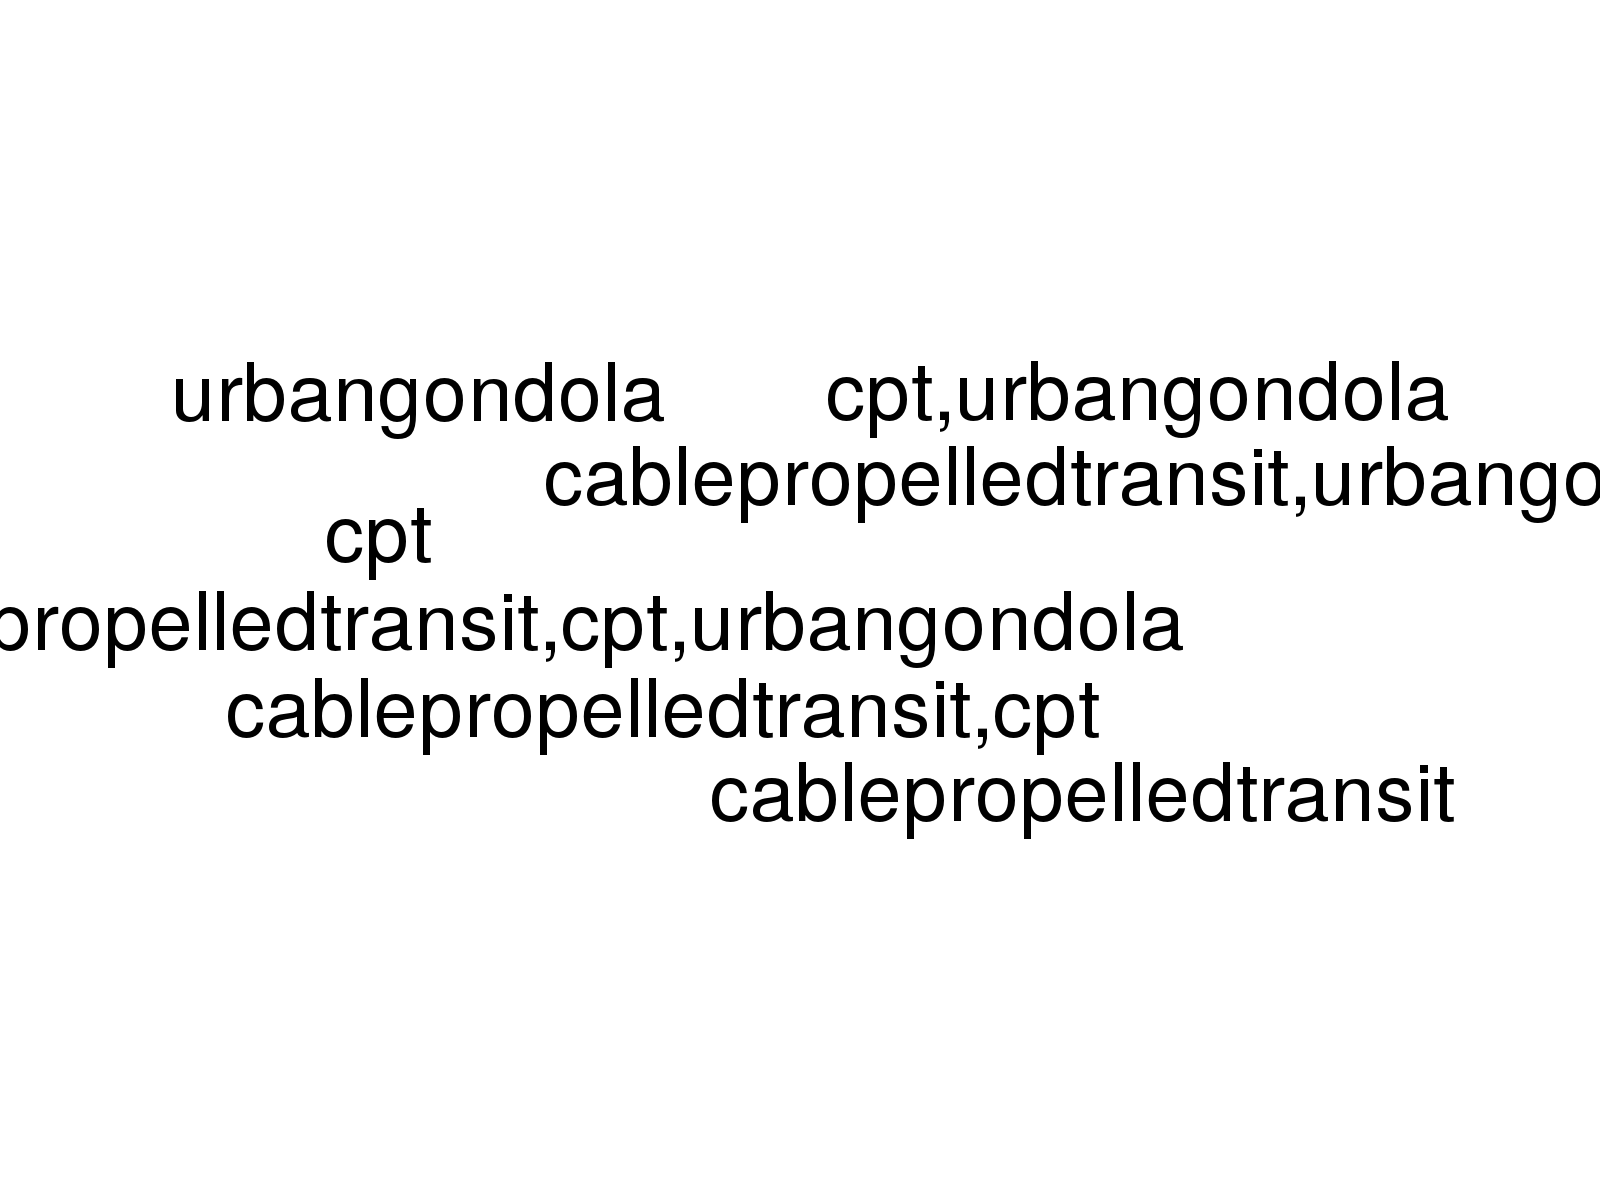 urbangondola cpt,urbangondola
cablepropelledtransit,urbango
cpt
propelledtransit,cpt,urbangondola
cablepropelledtransit,cpt
cablepropelledtransit